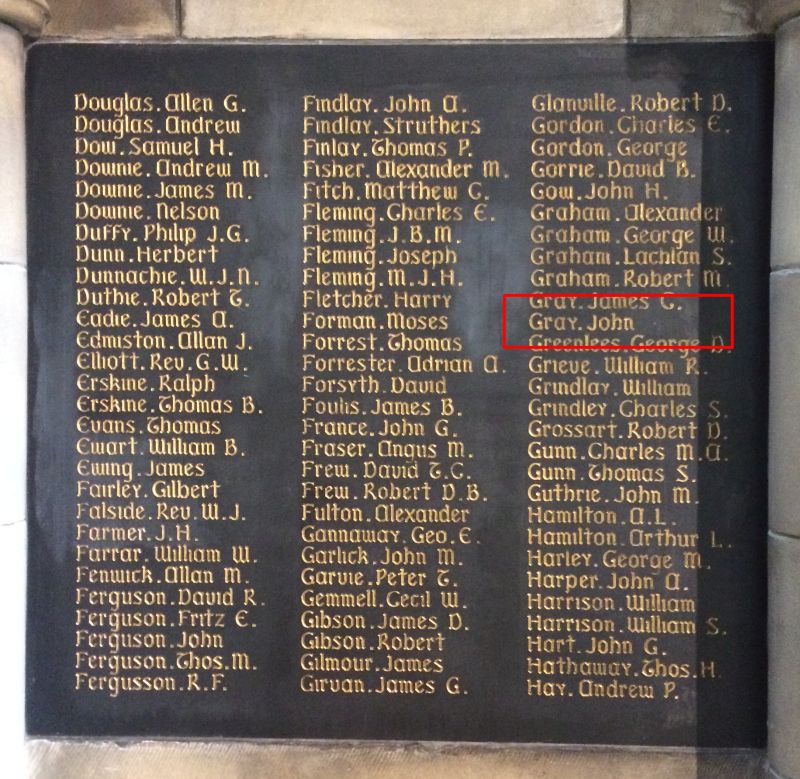 Douglas. Allen G.
Douglas. Andrew
Dow. Samuel H.
Downie. Andrew M.
Downie. James M.
Downie. Nelson
Duffy. Philip J.G.
Dunn. Herbert
Dunnachie. W.J.N.
Duthie. Robert T.
Eadie. James A.
Edmiston. Allan J.
Elliott. Rev. G.W.
Erskine. Ralph
Erskine. Thomas B.
Evans. Thomas
Ewart. William B.
Ewing. James
Fairley. Gilbert
Falside. Rev. W.J.
Farmer. J.H.
Farrar. William W.
Fenwick. Allan M.
Ferguson. David R.
Ferguson. Fritz E.
Ferguson. John
Ferguson. Thos. M.
Fergusson. R.F.
Findlay. John A.
Findlay. Struthers
Finlay. Thomas P.
Fisher. Alexander M.
Fitch. Matthew G.
Fleming. Charles E.
Fleming. J.B.M.
Fleming. Joseph
Fleming. M.J.H.
Fletcher. Harry
Forman. Moses
Forrest. Thomas
Forrester. Adrian A.
Forsyth. David
Foulis. James B.
France. John G.
Fraser. Angus M.
Frew. David T.C.
Frew. Robert D.B.
Fulton. Alexander
Gannaway. Geo. E.
Garlick. John M.
Garvie. Peter T.
Gemmell. Cecil W.
Gibson. James D.
Gibson. Robert
Gilmour. James
Girvan. James G.
Glanville. Robert D.
Gordon. Charles E.
Gordon. George
Gorrie. David B.
Gow. John H.
Graham. Alexander
Graham. George W.
Graham. Lachlan S.
Graham. Robert M.
Gray. James G.
Gray. John
Greenlees. George D.
Grieve. William R.
Grindlay. William
Grindley. Charles S.
Grossart. Robert D.
Gunn. Charles M.A.
Gunn. Thomas S.
Guthrie. John M.
Hamilton. A.L.
Hamilton. Arthur L.
Harley. George M.
Harper. John A.
Harrison. William
Harrison. William S.
Hart. John G.
Hathaway. Thos. H.
Hay. Andrew P.